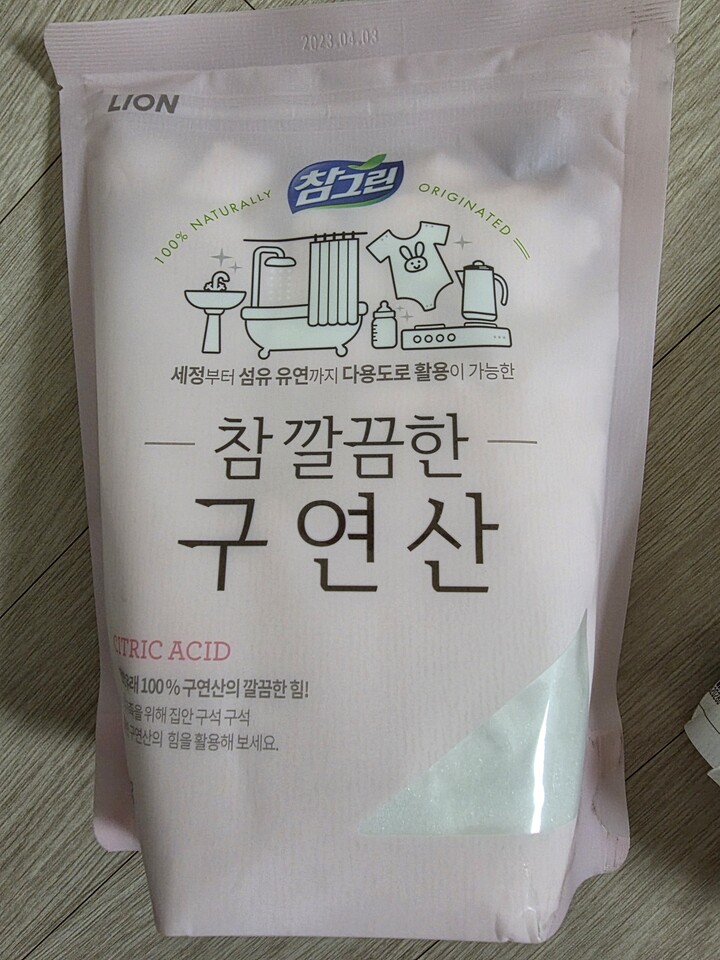 2023.04.03
LION
참그린
100% NATURALLY ORIGINATED
세정부터 섬유 유연까지 다용도로 활용이 가능한
참 깔끔한
구연산
CITRIC ACID
100% 구연산의 깔끔한 힘!
위해 집안 구석 구석
구연산의 힘을 활용해 보세요.